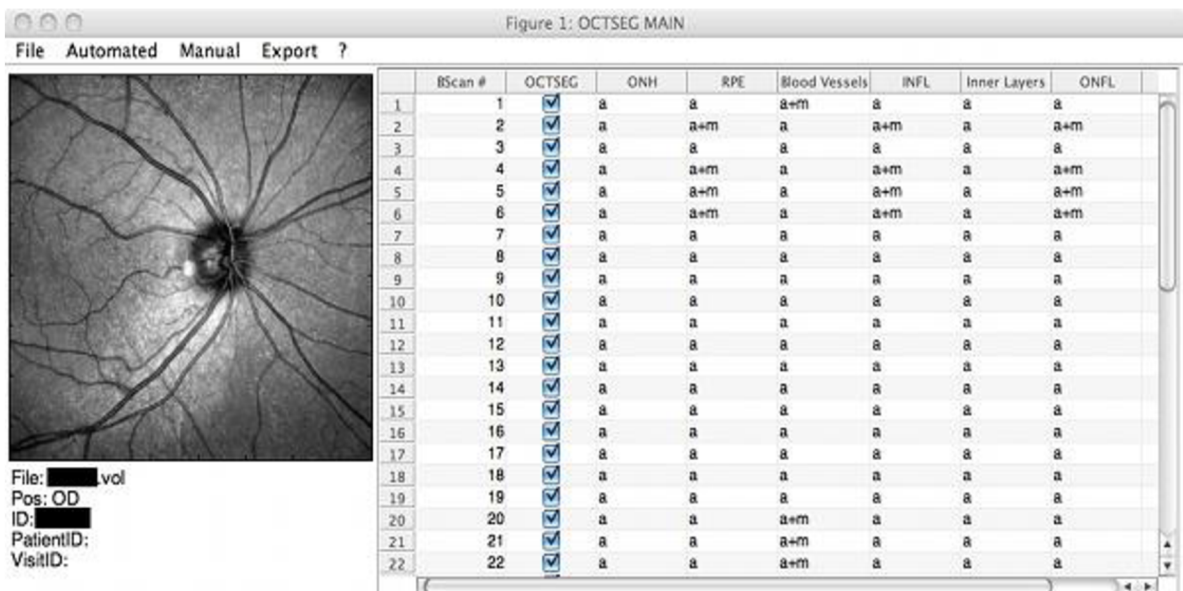 Figure 1: OCTSEG MAIN
File Automated Manual Export ?
BScan # OCTSEG ONH RPE Blood Vessels INFL Inner Layers ONFL
1 1 a a a+m a a a
2 2 a a+m a a+m a a+m
3 3 a a a a a a
4 4 a a+m a a+m a a+m
5 5 a a+m a a+m a a+m
6 6 a a+m a a+m a a+m
7 7 a a a a a a
8 8 a a a a a a
9 9 a a a a a a
10 10 a a a a a a
11 11 a a a a a a
12 12 a a a a a a
13 13 a a a a a a
14 14 a a a a a a
15 15 a a a a a a
16 16 a a a a a a
17 17 a a a a a a
18 18 a a a a a a
19 19 a a a a a a
20 20 a a a+m a a a
21 21 a a a+m a a a
22 22 a a a+m a a a
File: .vol
Pos: OD
ID:
PatientID:
VisitID: